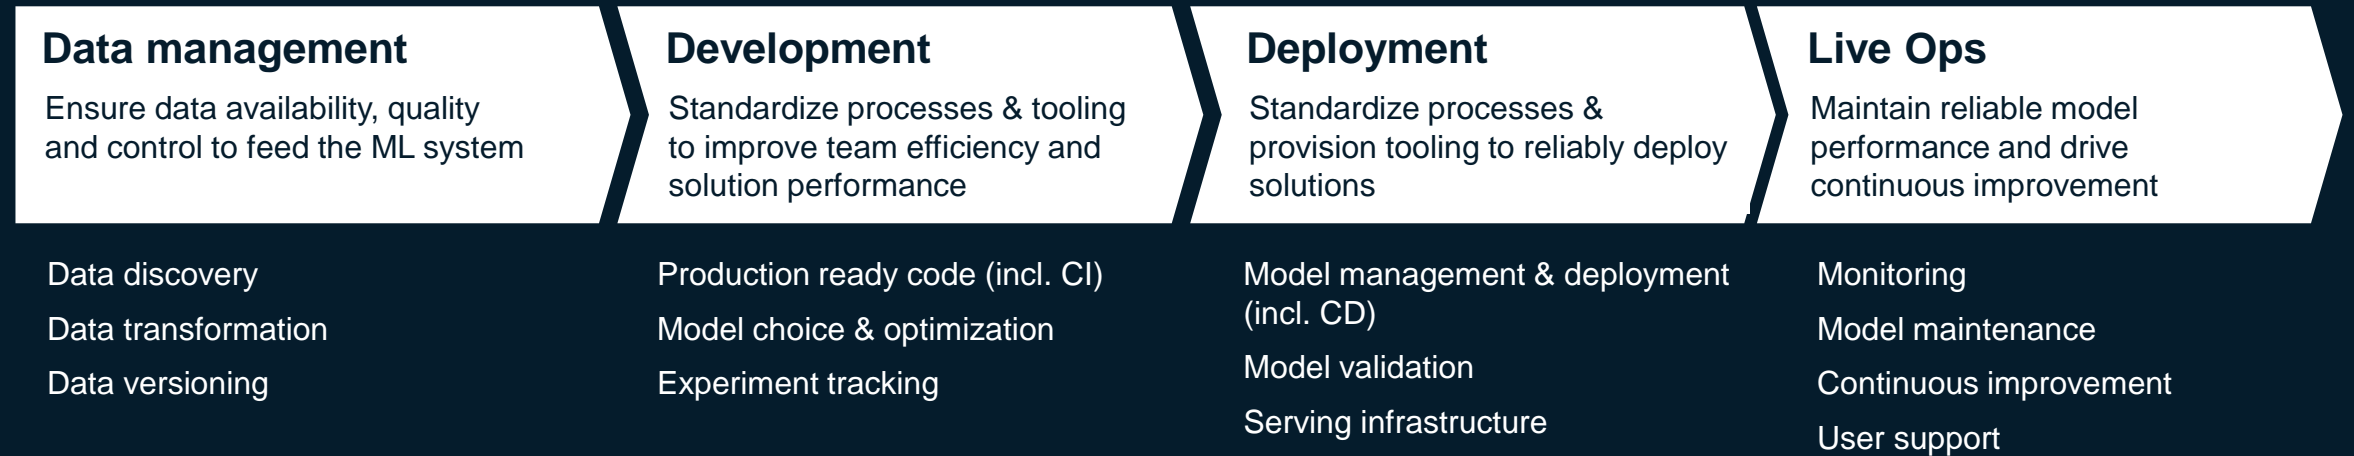 Data management
Ensure data availability, quality
and control to feed the ML system
Data discovery
Data transformation
Data versioning
Development
Standardize processes & tooling
to improve team efficiency and
solution performance
Production ready code (incl. CI)
Model choice & optimization
Experiment tracking
Deployment
Standardize processes &
provision tooling to reliably deploy
solutions
Model management & deployment
(incl. CD)
Model validation
Serving infrastructure
Live Ops
Maintain reliable model
performance and drive
continuous improvement
Monitoring
Model maintenance
Continuous improvement
User support